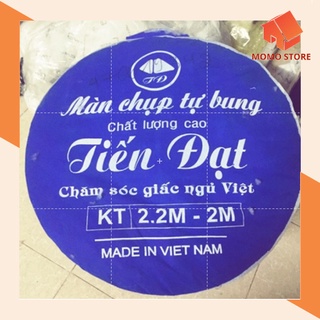 MOMO STORE
TĐ
Màn chụp tự bung
Chất lượng cao
Tiến Đạt
Chăm sóc giấc ngủ Việt
KT 2.2M - 2M
MADE IN VIET NAM